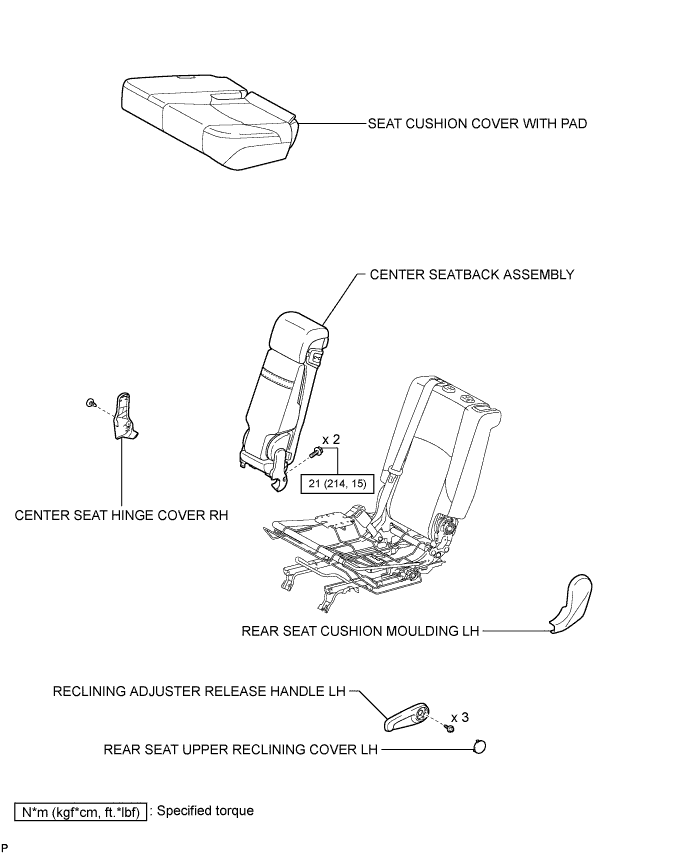 SEAT CUSHION COVER WITH PAD
CENTER SEATBACK ASSEMBLY
x 2
21 (214, 15)
CENTER SEAT HINGE COVER RH
REAR SEAT CUSHION MOULDING LH
RECLINING ADJUSTER RELEASE HANDLE LH
x 3
REAR SEAT UPPER RECLINING COVER LH
N*m (kgf*cm, ft.*lbf) : Specified torque
P